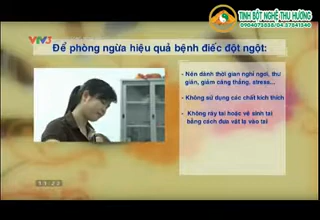 VTV3
TINH BỘT NGHỆ THU HƯƠNG
Để phòng ngừa hiệu quả bệnh điếc đột ngột:
- Nên dành thời gian nghỉ ngơi, thư
giãn, giảm căng thẳng, stress...
- Không sử dụng các chất kích thích
- Không ráy tai hoặc vệ sinh tai
bằng cách đưa vật lạ vào tai